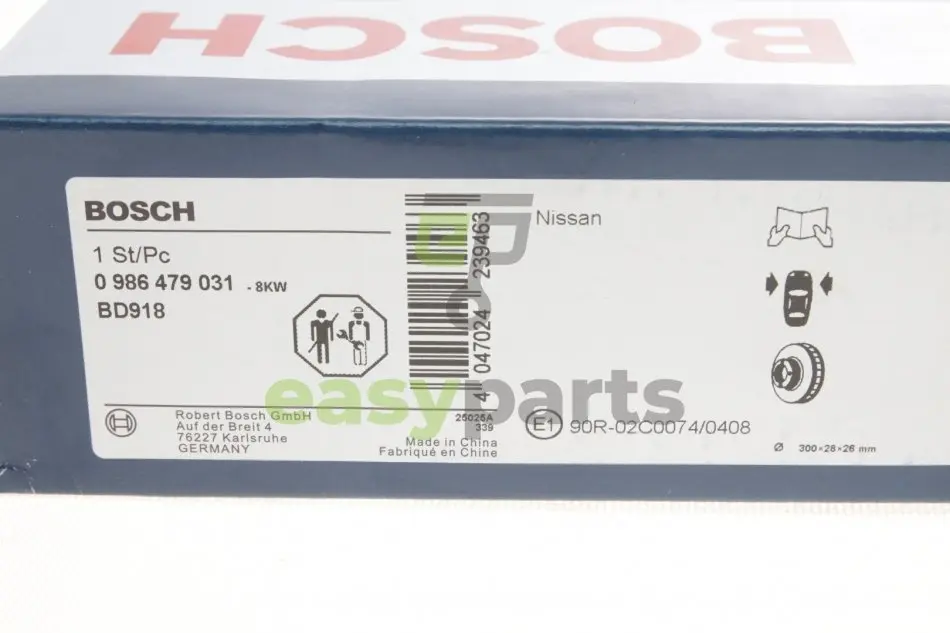 BOSCH
BOSCH
1 St/Pc
0 986 479 031 - 8KW
BD918
4 047024 239463
Nissan
easyparts
Robert Bosch GmbH
Auf der Breit 4
76227 Karlsruhe
GERMANY
25025A
339
Made in China
Fabriqué en Chine
E1 90R-02C0074/0408
Ø 300×28×26 mm